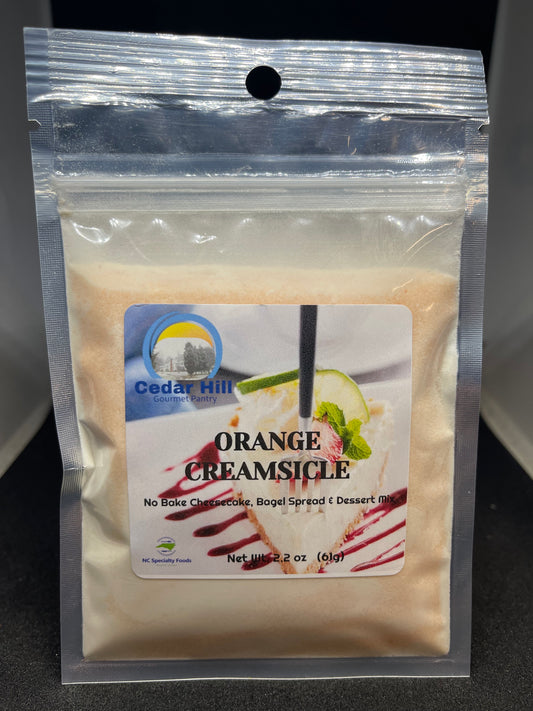 Cedar Hill
Gourmet Pantry
ORANGE
CREAMSICLE
No Bake Cheesecake, Bagel Spread & Dessert Mix
NC Specialty Foods
Net Wt. 2.2 oz (61g)